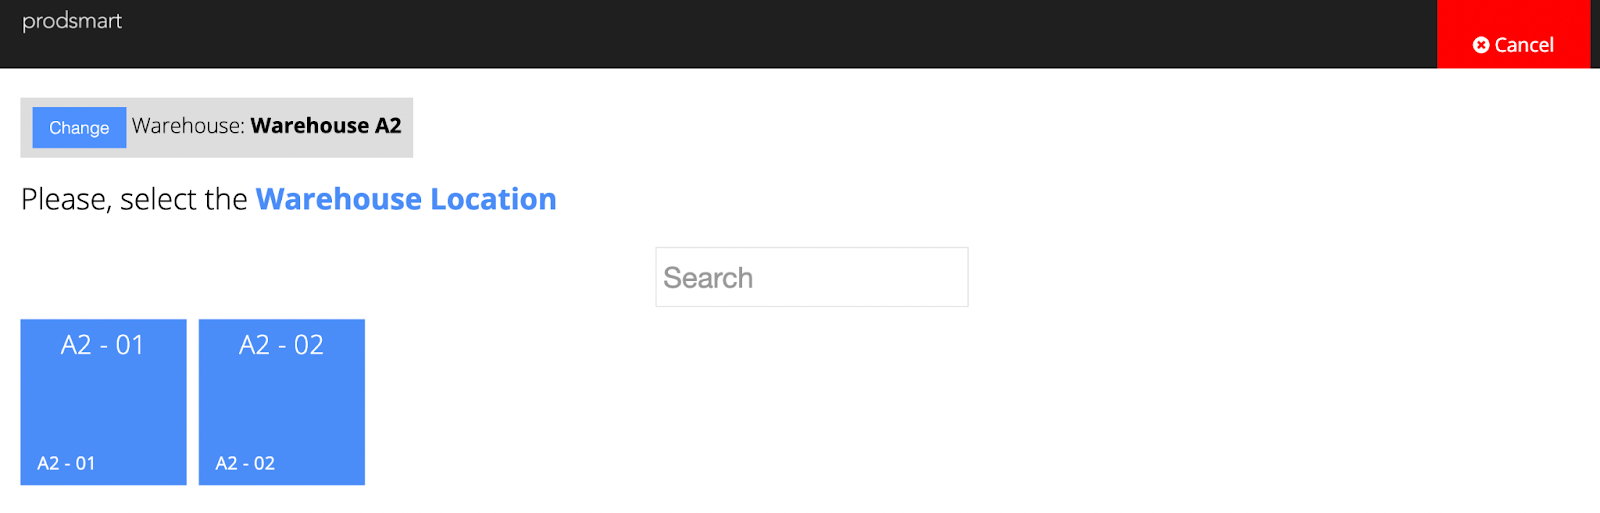 prodsmart
Cancel
Change Warehouse: Warehouse A2
Please, select the Warehouse Location
Search
A2 - 01
A2 - 01
A2 - 02
A2 - 02